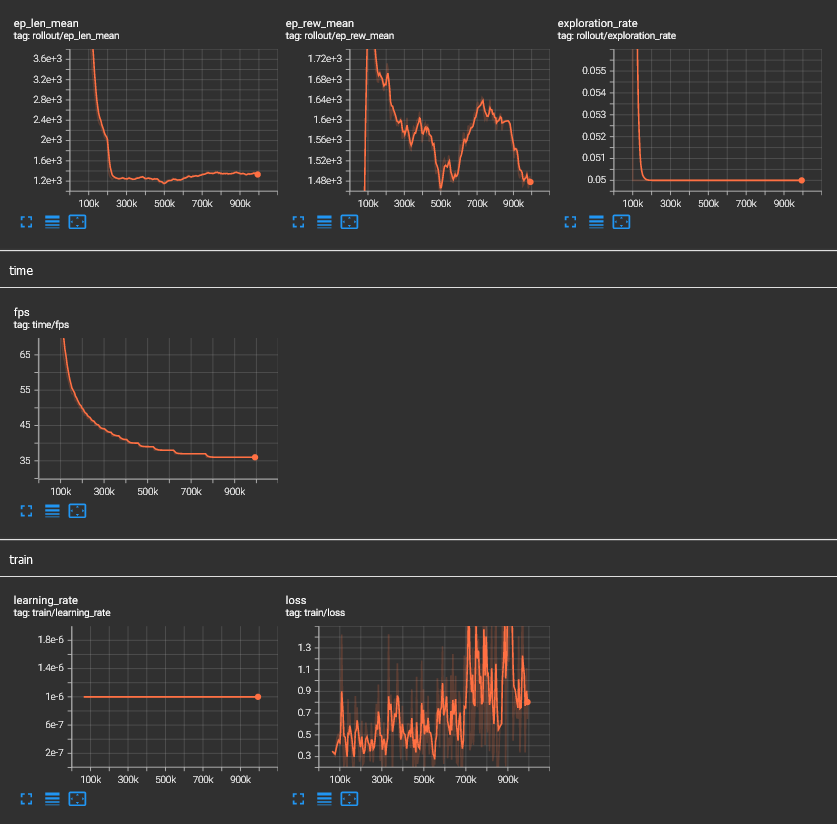 ep_len_mean
tag: rollout/ep_len_mean
3.6e+3
3.2e+3
2.8e+3
2.4e+3
2e+3
1.6e+3
1.2e+3
100k 300k 500k 700k 900k
ep_rew_mean
tag: rollout/ep_rew_mean
1.72e+3
1.68e+3
1.64e+3
1.6e+3
1.56e+3
1.52e+3
1.48e+3
100k 300k 500k 700k 900k
exploration_rate
tag: rollout/exploration_rate
0.055
0.054
0.053
0.052
0.051
0.05
100k 300k 500k 700k 900k
time
fps
tag: time/fps
65
55
45
35
100k 300k 500k 700k 900k
train
learning_rate
tag: train/learning_rate
1.8e-6
1.4e-6
1e-6
6e-7
2e-7
100k 300k 500k 700k 900k
loss
tag: train/loss
1.3
1.1
0.9
0.7
0.5
0.3
100k 300k 500k 700k 900k